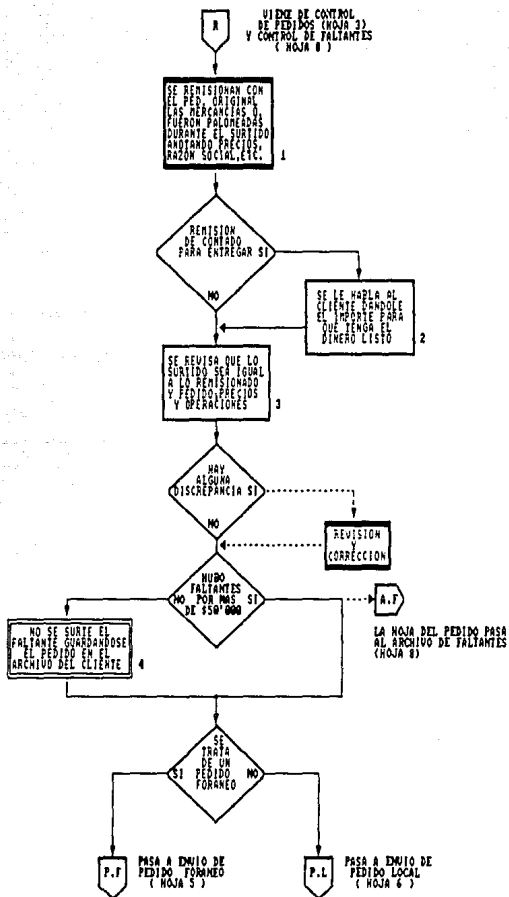 R
VIENE DE CONTROL
DE PEDIDOS (HOJA 3)
Y CONTROL DE FALTANTES
( HOJA 8 )
SE REMISIONAN CON
EL PED. ORIGINAL
LAS MERCANCIAS Q.
FUERON PALOMEADAS
DURANTE EL SURTIDO
ANOTANDO PRECIOS,
RAZON SOCIAL,ETC.
1
REMISION
DE CONTADO
PARA ENTREGAR SI
NO
SE LE HABLA AL
CLIENTE DANDOLE
EL IMPORTE PARA
QUE TENGA EL
DINERO LISTO
2
SE REVISA QUE LO
SURTIDO SEA IGUAL
A LO REMISIONADO
Y PEDIDO,PRECIOS
Y OPERACIONES
3
HAY
ALGUNA
DISCREPANCIA SI
NO
REVISION
Y
CORRECCION
HUBO
FALTANTES
NO POR MAS SI
DE $50'000
A.F
LA HOJA DEL PEDIDO PASA
AL ARCHIVO DE FALTANTES
(HOJA 8)
NO SE SURTE EL
FALTANTE GUARDANDOSE
EL PEDIDO EN EL
ARCHIVO DEL CLIENTE
4
SE
TRATA
DE UN
SI PEDIDO NO
FORANEO
P.F
PASA A ENVIO DE
PEDIDO FORANEO
( HOJA 5 )
P.L
PASA A ENVIO DE
PEDIDO LOCAL
( HOJA 6 )